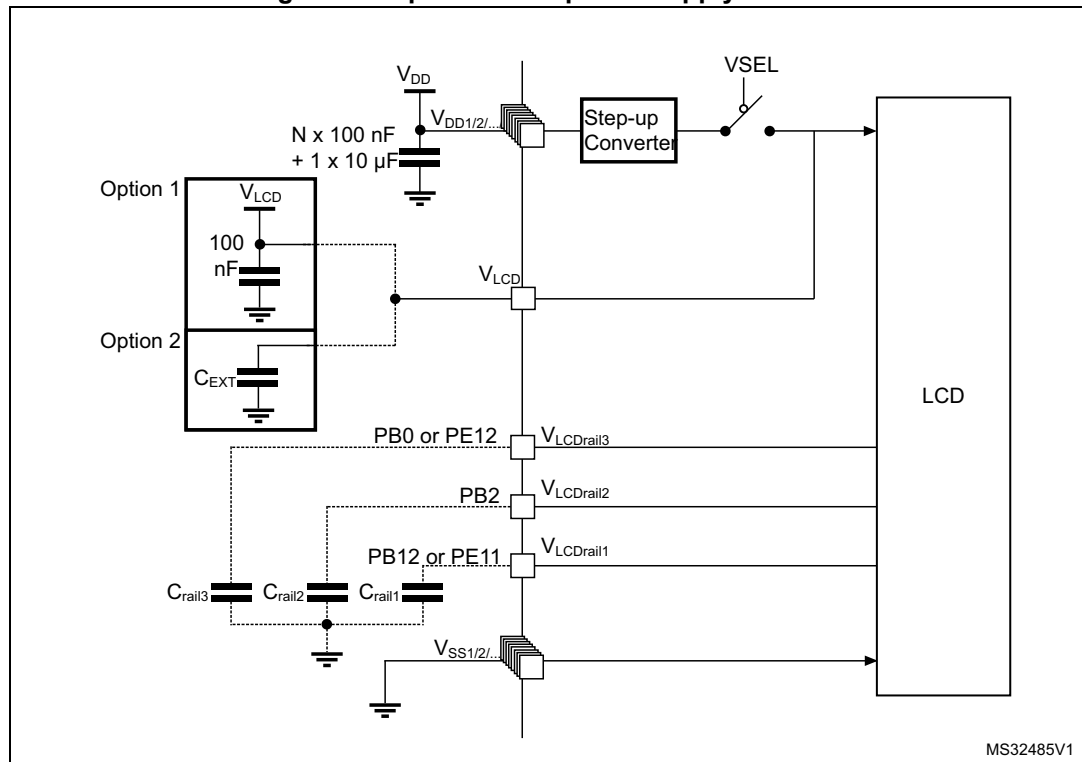 VDD
VSEL
VDD1/2/...
Step-up
Converter
N x 100 nF
+ 1 x 10 µF
Option 1
VLCD
100
nF
VLCD
Option 2
CEXT
LCD
PB0 or PE12
VLCDrail3
PB2
VLCDrail2
PB12 or PE11
VLCDrail1
Crail3
Crail2
Crail1
VSS1/2/...
MS32485V1